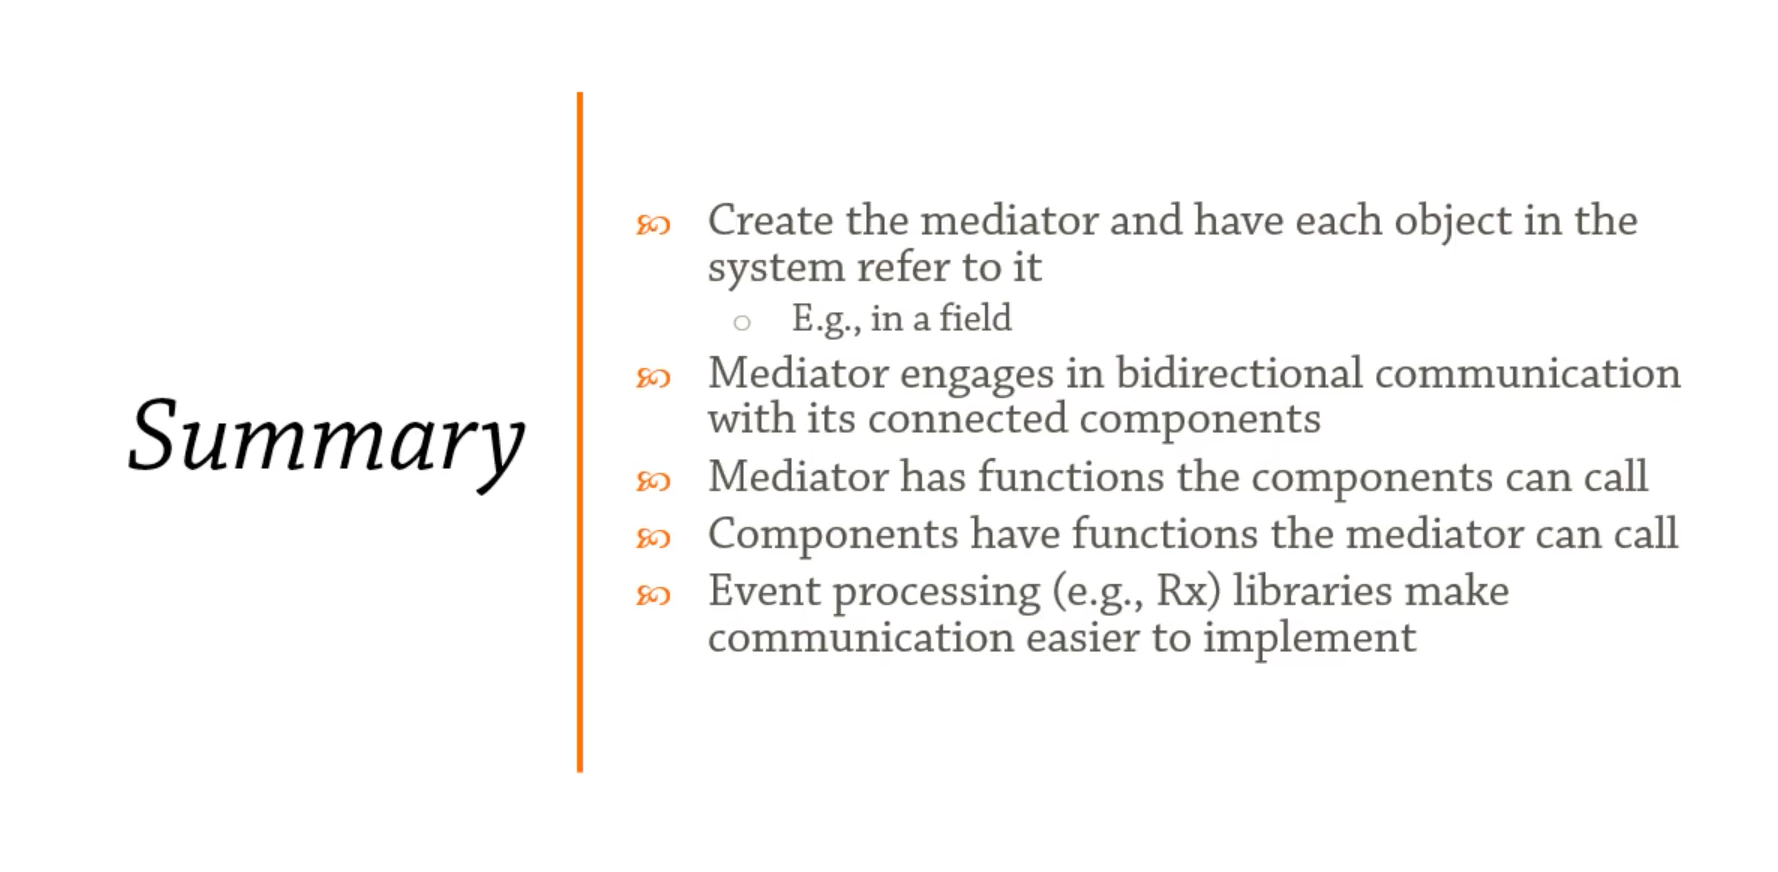 Summary
Create the mediator and have each object in the
system refer to it
E.g., in a field
Mediator engages in bidirectional communication
with its connected components
Mediator has functions the components can call
Components have functions the mediator can call
Event processing (e.g., Rx) libraries make
communication easier to implement